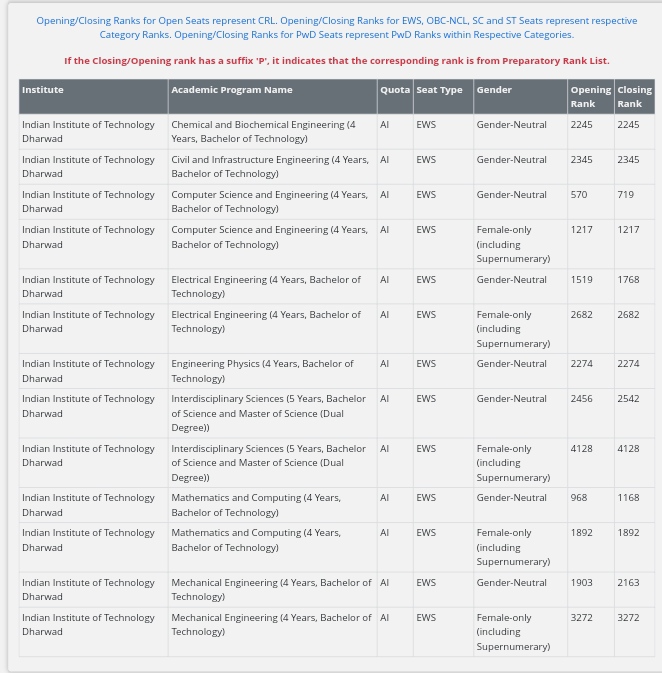 Opening/Closing Ranks for Open Seats represent CRL. Opening/Closing Ranks for EWS, OBC-NCL, SC and ST Seats represent respective
Category Ranks. Opening/Closing Ranks for PwD Seats represent PwD Ranks within Respective Categories.
If the Closing/Opening rank has a suffix 'P', it indicates that the corresponding rank is from Preparatory Rank List.
Institute Academic Program Name Quota Seat Type Gender Opening Closing
Rank Rank
Indian Institute of Technology Chemical and Biochemical Engineering (4 AI EWS Gender-Neutral 2245 2245
Dharwad Years, Bachelor of Technology)
Indian Institute of Technology Civil and Infrastructure Engineering (4 Years, AI EWS Gender-Neutral 2345 2345
Dharwad Bachelor of Technology)
Indian Institute of Technology Computer Science and Engineering (4 Years, AI EWS Gender-Neutral 570 719
Dharwad Bachelor of Technology)
Indian Institute of Technology Computer Science and Engineering (4 Years, AI EWS Female-only 1217 1217
Dharwad Bachelor of Technology) (including
Supernumerary)
Indian Institute of Technology Electrical Engineering (4 Years, Bachelor of AI EWS Gender-Neutral 1519 1768
Dharwad Technology)
Indian Institute of Technology Electrical Engineering (4 Years, Bachelor of AI EWS Female-only 2682 2682
Dharwad Technology) (including
Supernumerary)
Indian Institute of Technology Engineering Physics (4 Years, Bachelor of AI EWS Gender-Neutral 2274 2274
Dharwad Technology)
Indian Institute of Technology Interdisciplinary Sciences (5 Years, Bachelor AI EWS Gender-Neutral 2456 2542
Dharwad of Science and Master of Science (Dual
Degree))
Indian Institute of Technology Interdisciplinary Sciences (5 Years, Bachelor AI EWS Female-only 4128 4128
Dharwad of Science and Master of Science (Dual (including
Degree)) Supernumerary)
Indian Institute of Technology Mathematics and Computing (4 Years, AI EWS Gender-Neutral 968 1168
Dharwad Bachelor of Technology)
Indian Institute of Technology Mathematics and Computing (4 Years, AI EWS Female-only 1892 1892
Dharwad Bachelor of Technology) (including
Supernumerary)
Indian Institute of Technology Mechanical Engineering (4 Years, Bachelor of AI EWS Gender-Neutral 1903 2163
Dharwad Technology)
Indian Institute of Technology Mechanical Engineering (4 Years, Bachelor of AI EWS Female-only 3272 3272
Dharwad Technology) (including
Supernumerary)